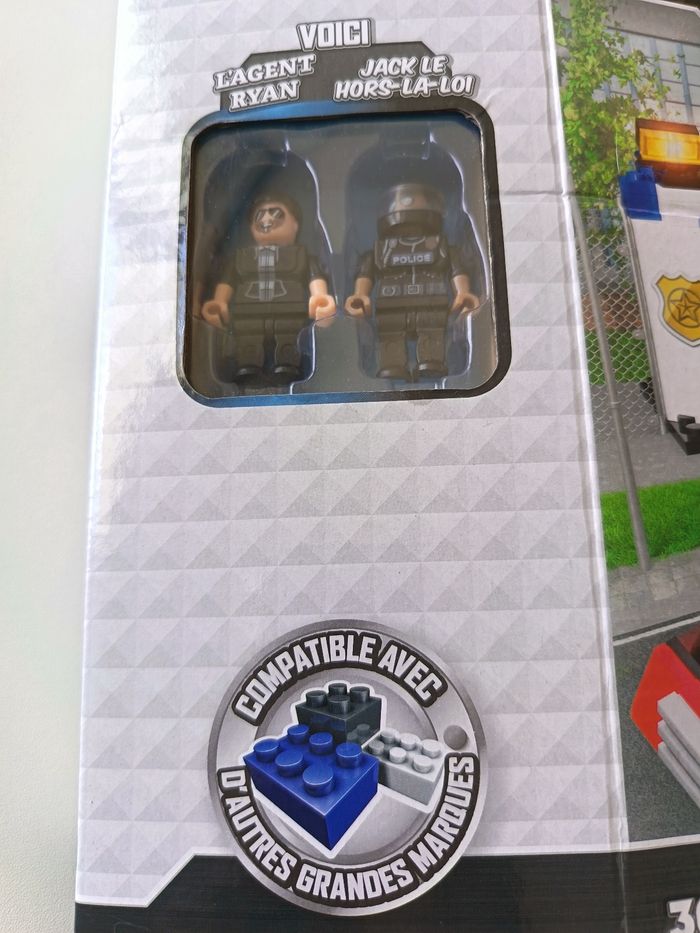 VOICI
L'AGENT
RYAN
JACK LE
HORS-LA-LOI
POLICE
COMPATIBLE AVEC
D'AUTRES GRANDES MARQUES